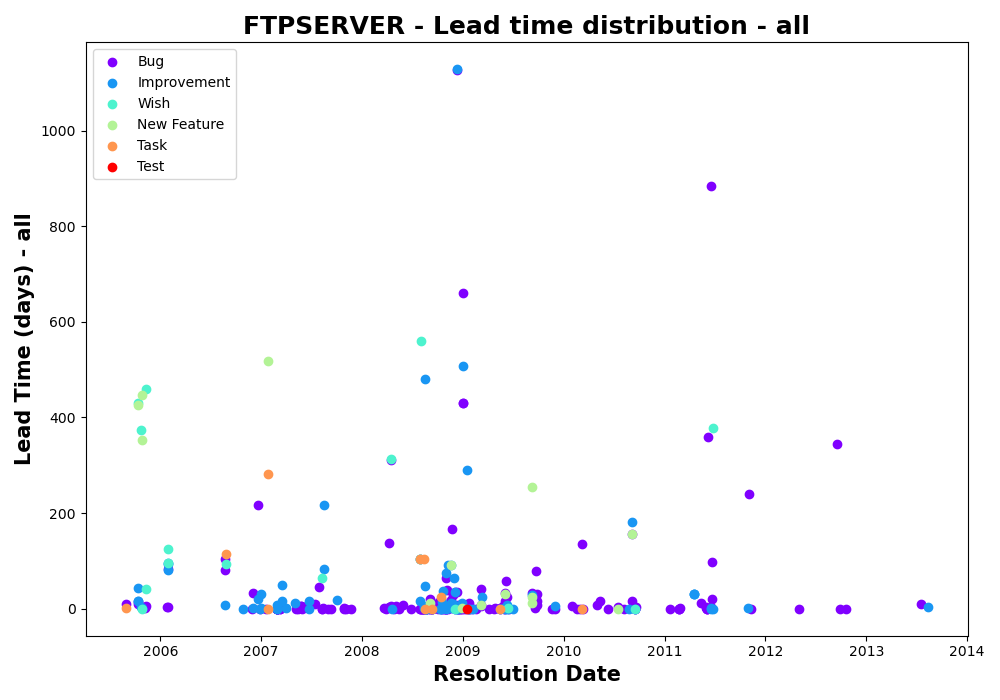 FTPSERVER - Lead time distribution - all
Bug
Improvement
Wish
New Feature
Task
Test
1000
800
600
400
200
0
Lead Time (days) - all
2006 2007 2008 2009 2010 2011 2012 2013 2014
Resolution Date